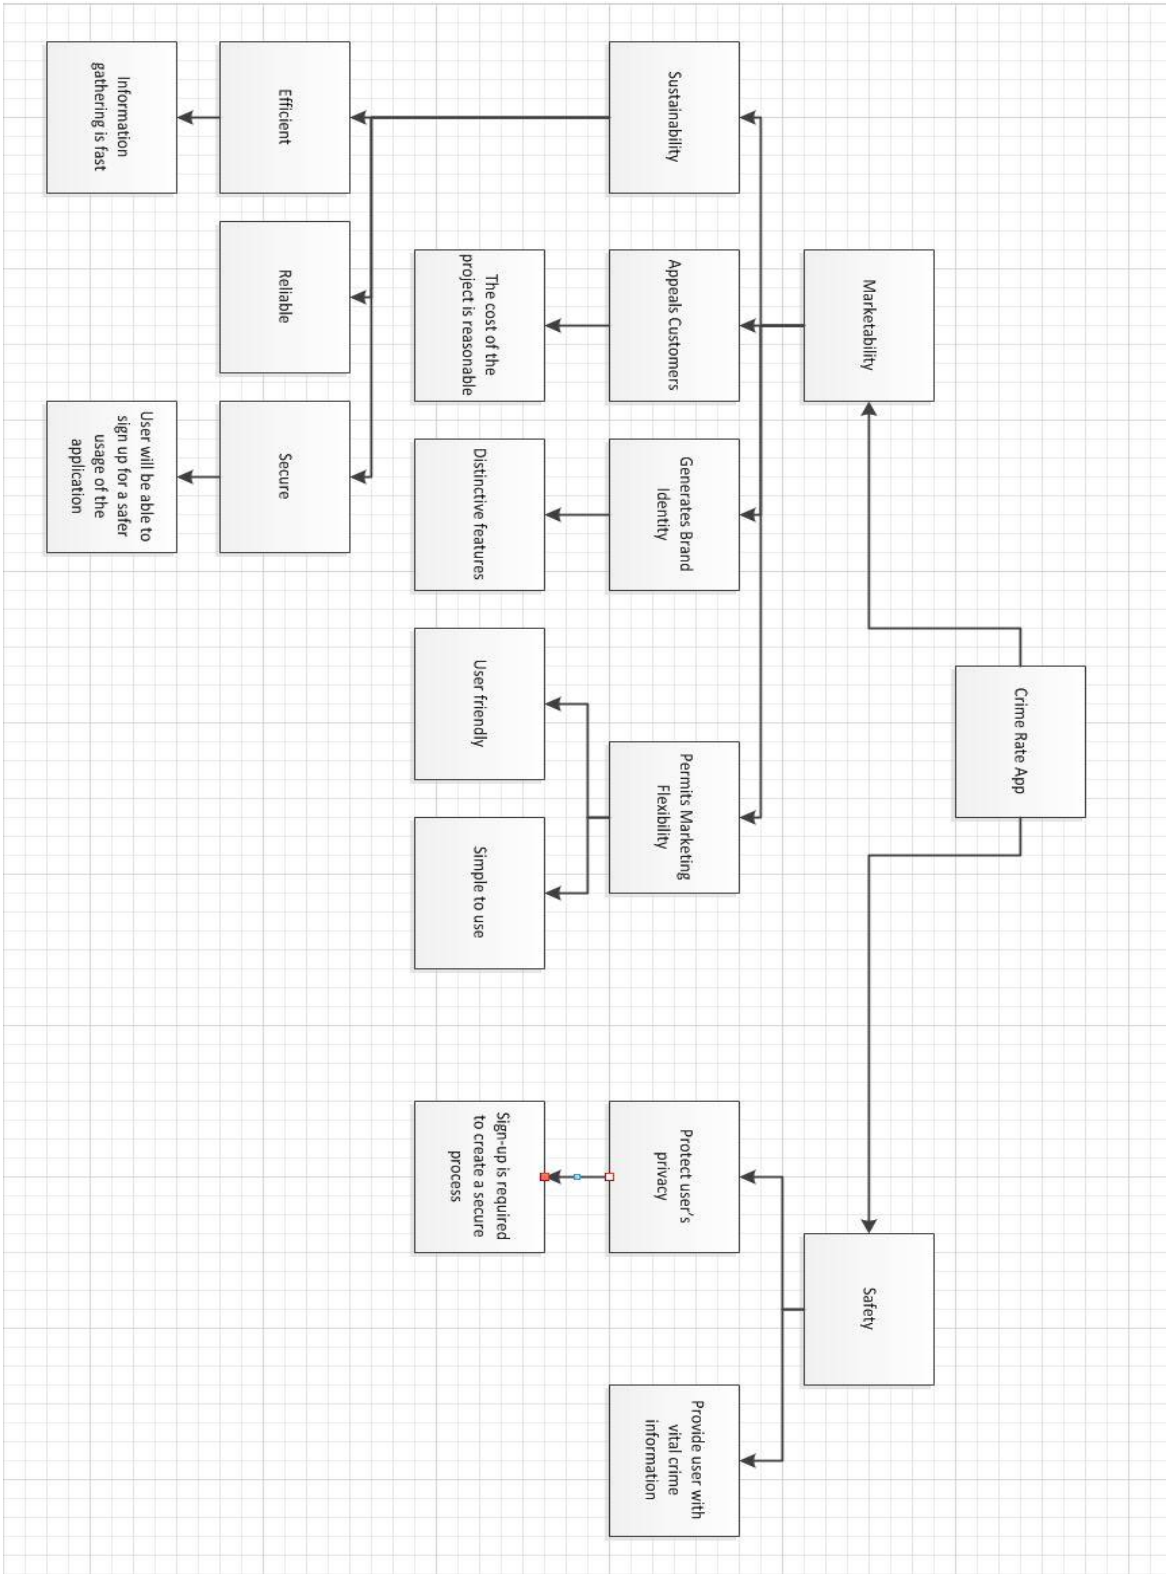 Crime Rate App
Marketability
Safety
Sustainability
Appeals Customers
Generates Brand
Identity
Permits Marketing
Flexibility
Protect user's
privacy
Provide user with
vital crime
information
The cost of the
project is reasonable
Distinctive features
User friendly
Simple to use
Sign-up is required
to create a secure
process
Efficient
Reliable
Secure
Information
gathering is fast
User will be able to
sign up for a safer
usage of the
application